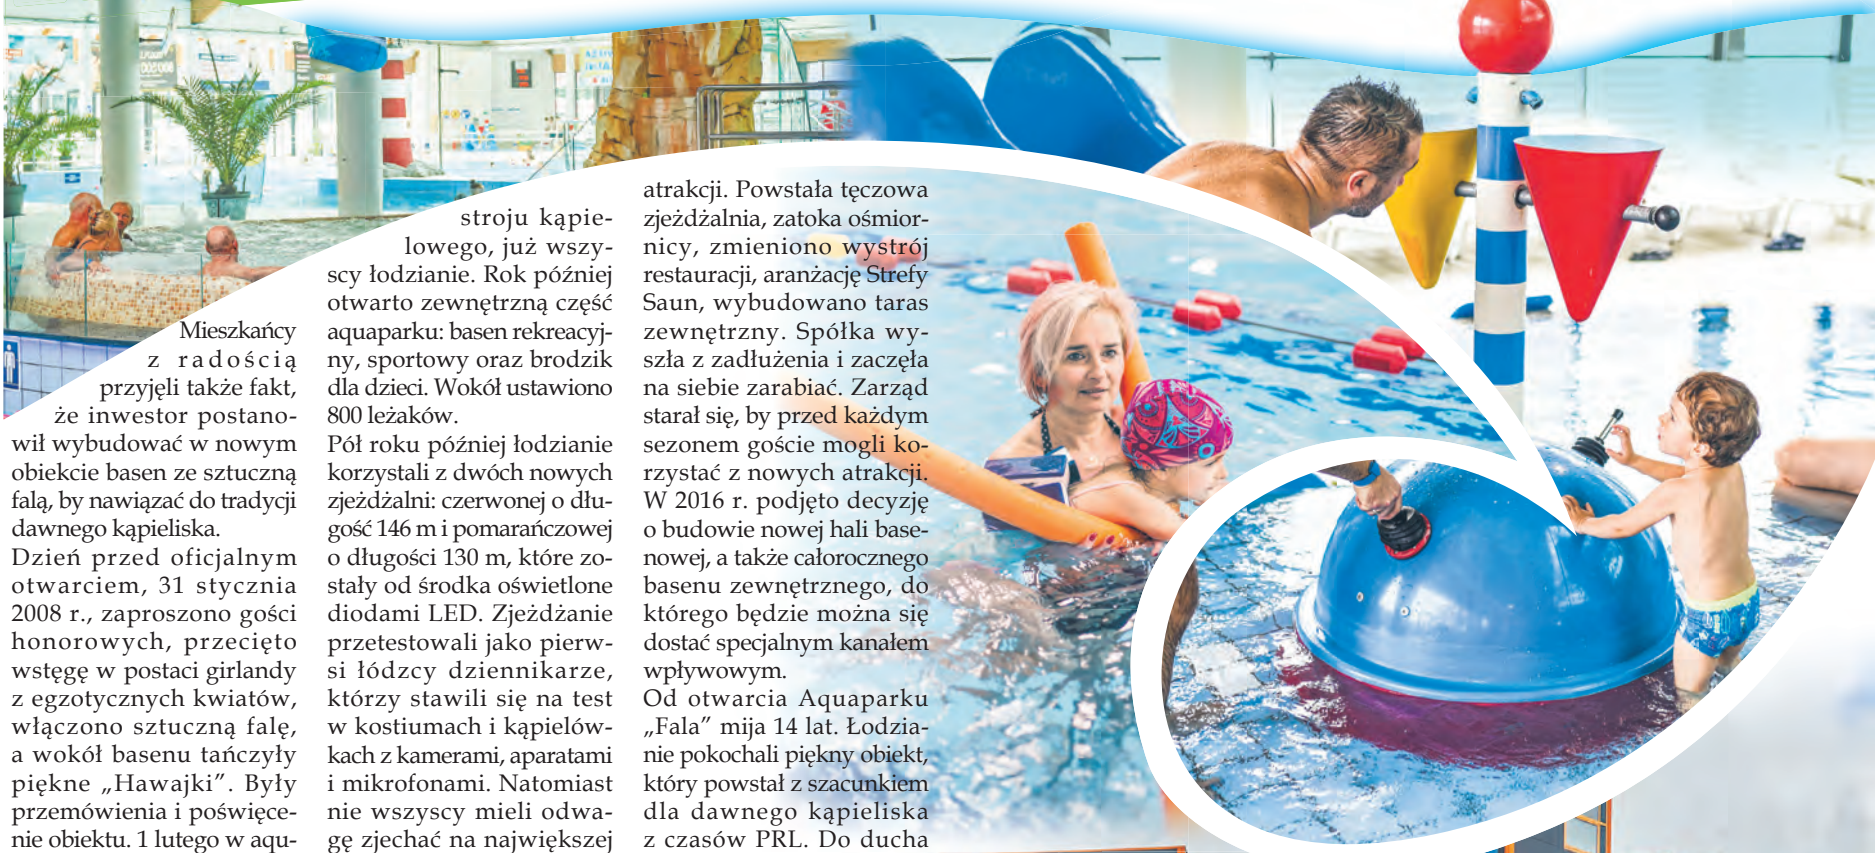 Mieszkańcy
z radością
przyjęli także fakt,
że inwestor postano-
wił wybudować w nowym
obiekcie basen ze sztuczną
falą, by nawiązać do tradycji
dawnego kąpieliska.
Dzień przed oficjalnym
otwarciem, 31 stycznia
2008 r., zaproszono gości
honorowych, przecięto
wstęgę w postaci girlandy
z egzotycznych kwiatów,
włączono sztuczną falę,
a wokół basenu tańczyły
piękne „Hawajki”. Były
przemówienia i poświęce-
nie obiektu. 1 lutego w aqu-
stroju kąpie-
lowego, już wszy-
scy łodzianie. Rok później
otwarto zewnętrzną część
aquaparku: basen rekreacyj-
ny, sportowy oraz brodzik
dla dzieci. Wokół ustawiono
800 leżaków.
Pół roku później łodzianie
korzystali z dwóch nowych
zjeżdżalni: czerwonej o dłu-
gość 146 m i pomarańczowej
o długości 130 m, które zo-
stały od środka oświetlone
diodami LED. Zjeżdżanie
przetestowali jako pierw-
si łódzcy dziennikarze,
którzy stawili się na test
w kostiumach i kąpielów-
kach z kamerami, aparatami
i mikrofonami. Natomiast
nie wszyscy mieli odwa-
gę zjechać na największej
atrakcji. Powstała tęczowa
zjeżdżalnia, zatoka ośmior-
nicy, zmieniono wystrój
restauracji, aranżację Strefy
Saun, wybudowano taras
zewnętrzny. Spółka wy-
szła z zadłużenia i zaczęła
na siebie zarabiać. Zarząd
starał się, by przed każdym
sezonem goście mogli ko-
rzystać z nowych atrakcji.
W 2016 r. podjęto decyzję
o budowie nowej hali base-
nowej, a także całorocznego
basenu zewnętrznego, do
którego będzie można się
dostać specjalnym kanałem
wpływowym.
Od otwarcia Aquaparku
„Fala” mija 14 lat. Łodzia-
nie pokochali piękny obiekt,
który powstał z szacunkiem
dla dawnego kąpieliska
z czasów PRL. Do ducha